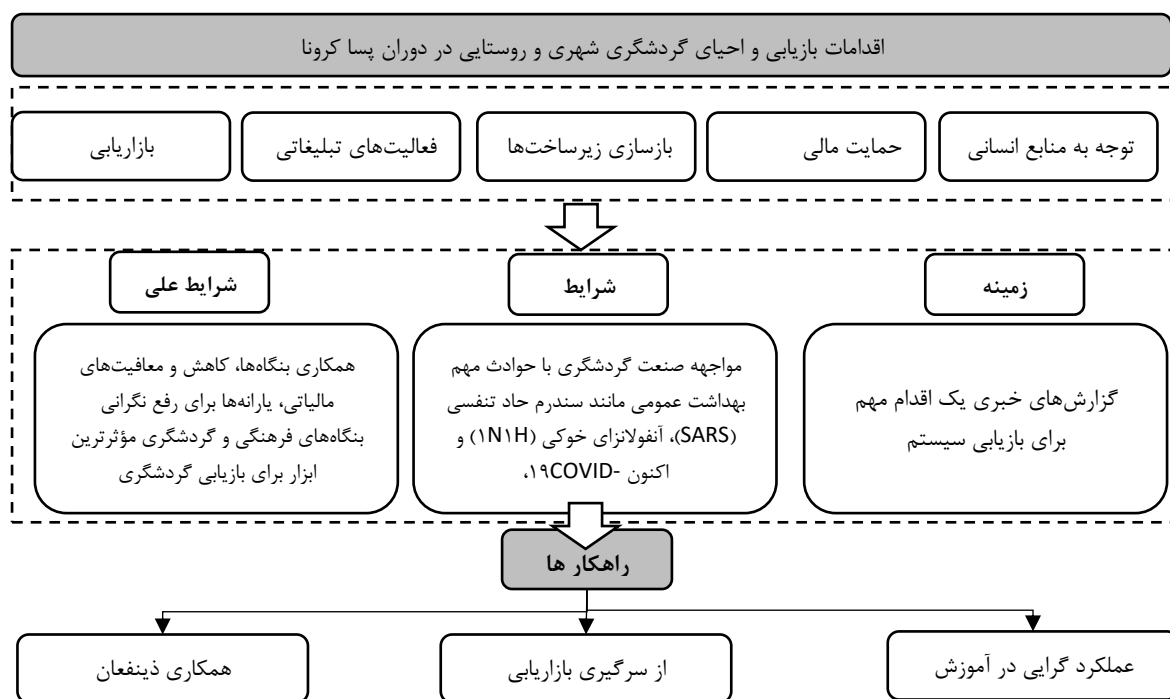 اقدامات بازیابی و احیای گردشگری شهری و روستایی در دوران پسا کرونا
توجه به منابع انسانی
حمایت مالی
بازسازی زیرساخت‌ها
فعالیت‌های تبلیغاتی
بازاریابی
زمینه
شرایط
شرایط علی
گزارش‌های خبری یک اقدام مهم
برای بازیابی سیستم
مواجهه صنعت گردشگری با حوادث مهم
بهداشت عمومی مانند سندرم حاد تنفسی
(SARS)، آنفولانزای خوکی (۱N۱H) و
اکنون -۱۹COVID،
همکاری بنگاه‌ها، کاهش و معافیت‌های
مالیاتی، یارانه‌ها برای رفع نگرانی
بنگاه‌های فرهنگی و گردشگری مؤثرترین
ابزار برای بازیابی گردشگری
راهکار ها
عملکرد گرایی در آموزش
از سرگیری بازاریابی
همکاری ذینفعان